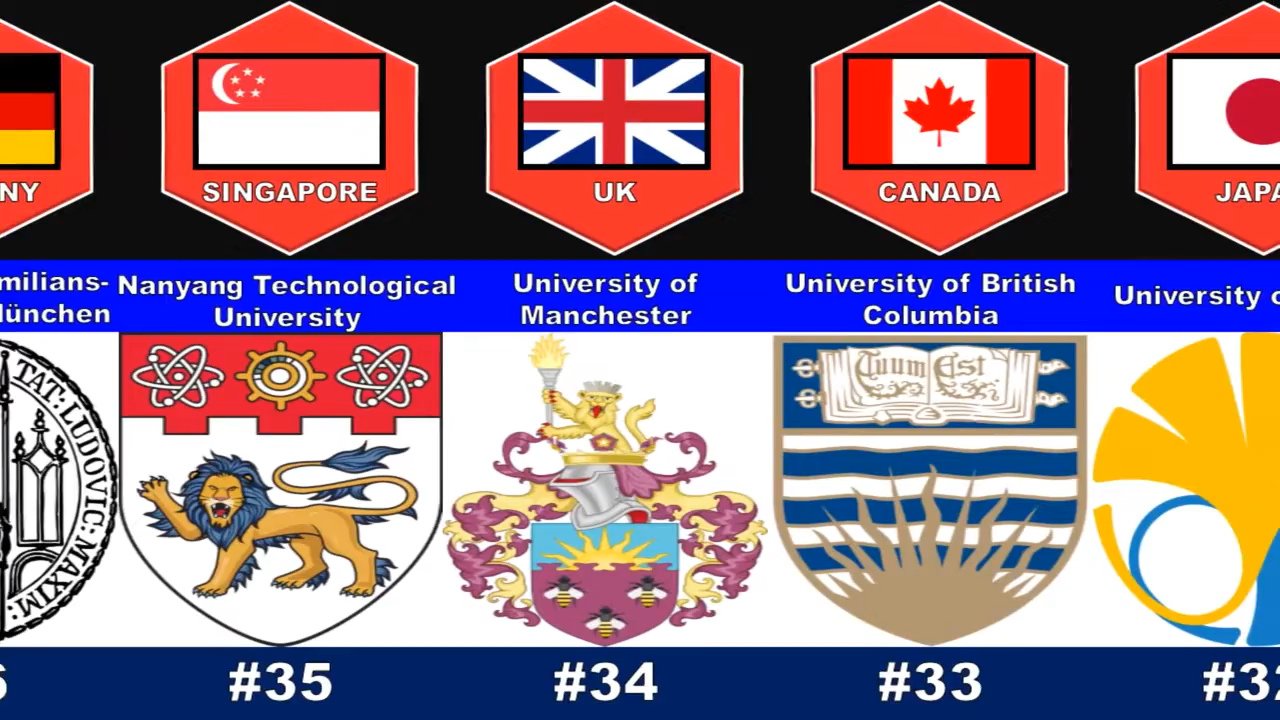 NY
SINGAPORE
UK
CANADA
JAPA
milians-
München
Nanyang Technological
University
University of
Manchester
University of British
Columbia
University o
TAT: LUDOVIC: MAXIM:
Tuum Est
6
#35
#34
#33
#32